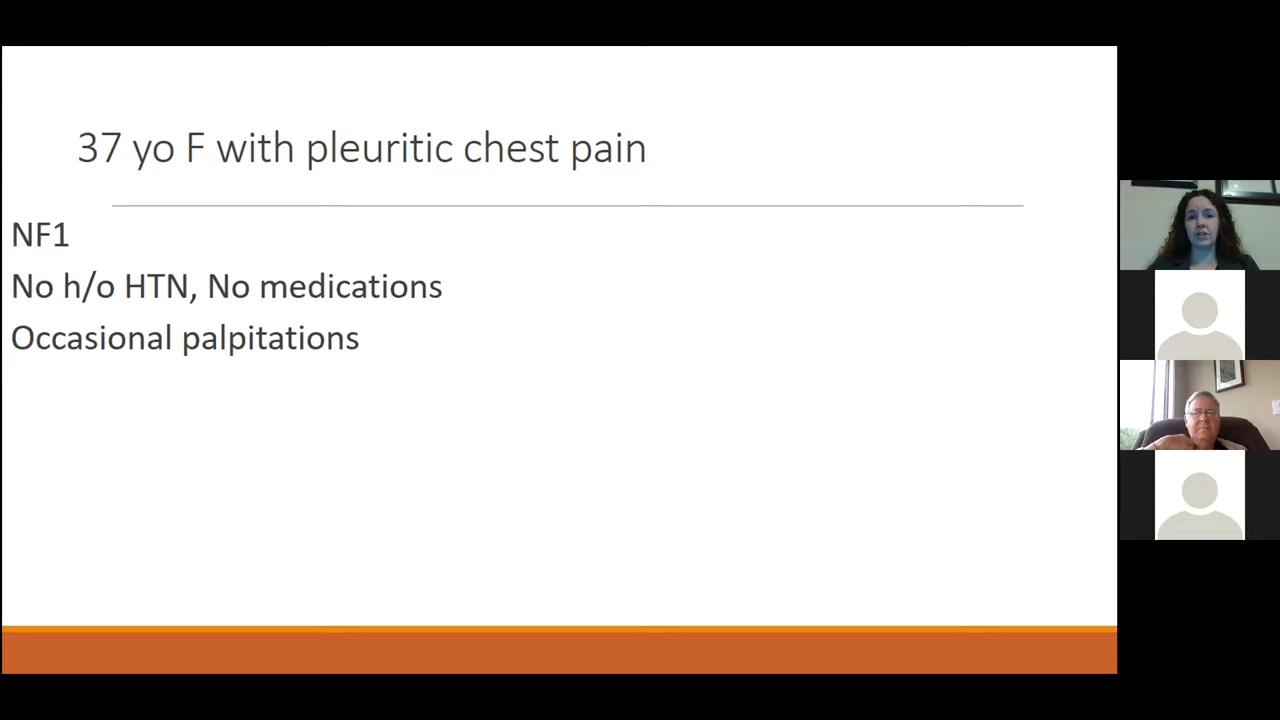 37 yo F with pleuritic chest pain
NF1
No h/o HTN, No medications
Occasional palpitations